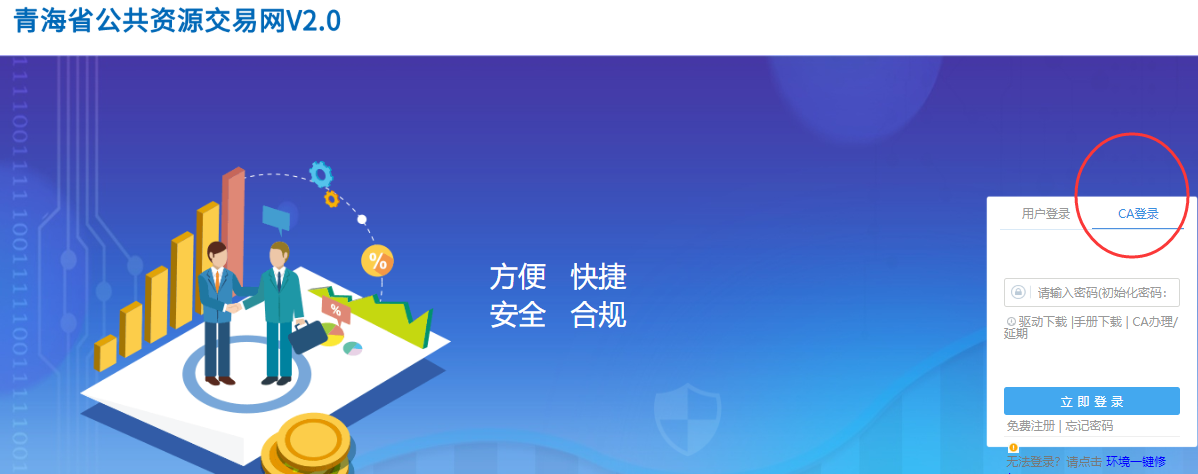 青海省公共资源交易网V2.0
方便 快捷
安全 合规
用户登录 CA登录
请输入密码(初始化密码:
驱动下载 |手册下载 | CA办理/
延期
立即登录
免费注册 | 忘记密码
无法登录? 请点击 环境一键修
%
%